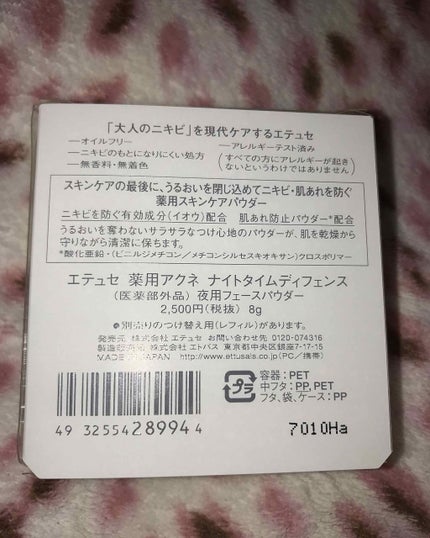 「大人のニキビ」を現代ケアするエテュセ
—オイルフリー
—アレルギーテスト済み
—ニキビのもとになりにくい処方
(すべての方にアレルギーが起き
—無香料・無着色
ないというわけではありません)
スキンケアの最後に、うるおいを閉じ込めてニキビ・肌あれを防ぐ
薬用スキンケアパウダー
ニキビを防ぐ有効成分(イオウ)配合 肌あれ防止パウダー*配合
うるおいを奪わないサラサラなつけ心地のパウダーが、肌を乾燥から
守りながら清潔に保ちます。
*酸化亜鉛・(ビニルジメチコン/メチコンシルセスキオキサン)クロスポリマー
エテュセ 薬用アクネ ナイトタイムディフェンス
(医薬部外品) 夜用フェースパウダー
2,500円(税抜) 8g
●別売りのつけ替え用(レフィル)があります。
発売元 株式会社 エテュセ お問い合わせ先 0120-074316
製造販売元 株式会社 エトバス 東京都中央区銀座7-17-15
MADE IN JAPAN http://www.ettusais.co.jp(PC/携帯)
プラ
容器:PET
中フタ:PP, PET
フタ、袋、ケース:PP
4932554289944
7010Ha